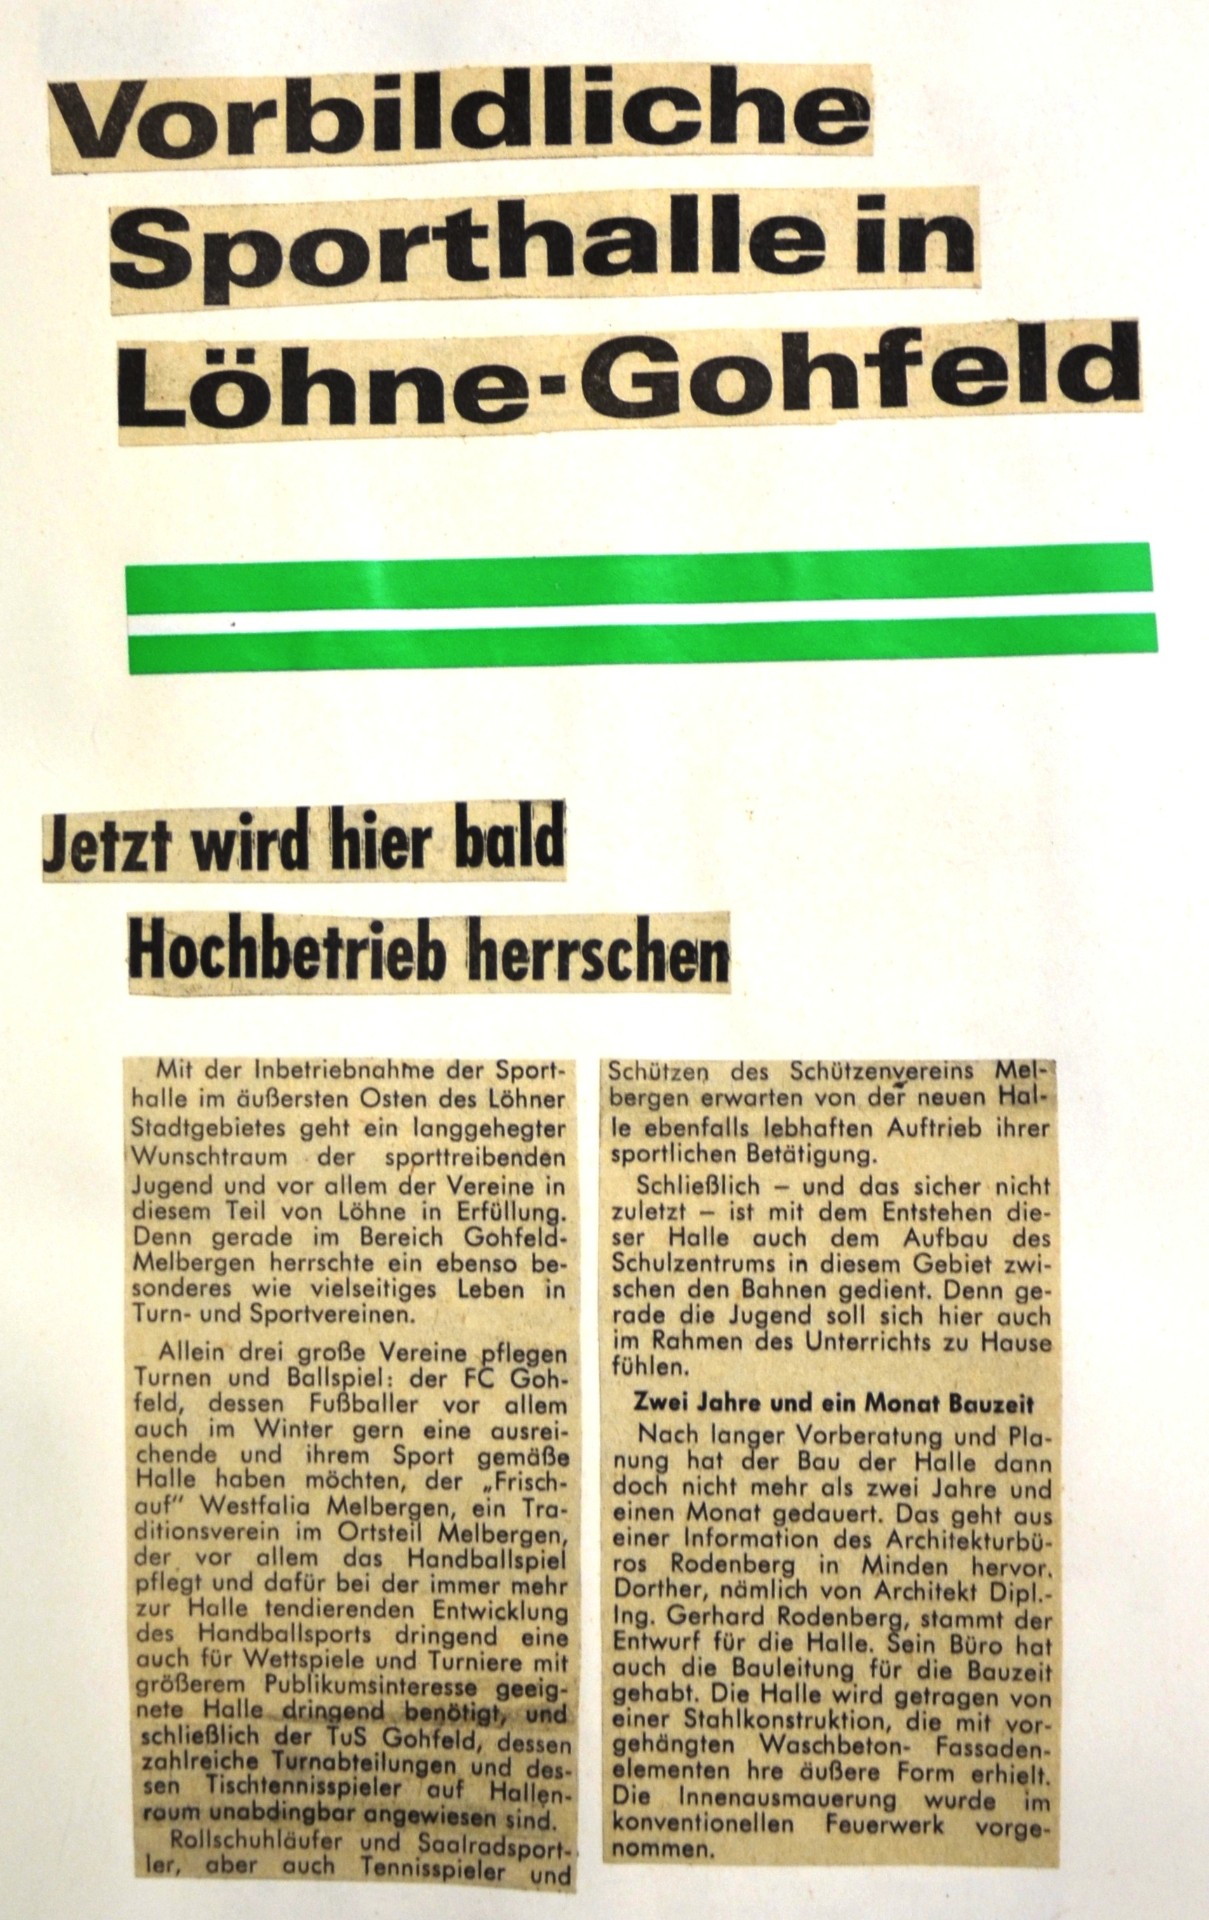 Vorbildliche
Sporthalle in
Löhne-Gohfeld
Jetzt wird hier bald
Hochbetrieb herrschen
Mit der Inbetriebnahme der Sport-
halle im äußersten Osten des Löhner
Stadtgebietes geht ein langgehegter
Wunschtraum der sporttreibenden
Jugend und vor allem der Vereine in
diesem Teil von Löhne in Erfüllung.
Denn gerade im Bereich Gohfeld-
Melbergen herrschte ein ebenso be-
sonderes wie vielseitiges Leben in
Turn- und Sportvereinen.
Allein drei große Vereine pflegen
Turnen und Ballspiel: der FC Goh-
feld, dessen Fußballer vor allem
auch im Winter gern eine ausrei-
chende und ihrem Sport gemäße
Halle haben möchten, der „Frisch-
auf" Westfalia Melbergen, ein Tra-
ditionsverein im Ortsteil Melbergen,
der vor allem das Handballspiel
pflegt und dafür bei der immer mehr
zur Halle tendierenden Entwicklung
des Handballsports dringend eine
auch für Wettspiele und Turniere mit
größerem Publikumsinteresse geeig-
nete Halle dringend benötigt, und
schließlich der TuS Gohfeld, dessen
zahlreiche Turnabteilungen und des-
sen Tischtennisspieler auf Hallen-
raum unabdingbar angewiesen sind.
Rollschuhläufer und Saalradsport-
ler, aber auch Tennisspieler und
Schützen des Schützenvereins Mel-
bergen erwarten von der neuen Hal-
le ebenfalls lebhaften Auftrieb ihrer
sportlichen Betätigung.
Schließlich – und das sicher nicht
zuletzt – ist mit dem Entstehen die-
ser Halle auch dem Aufbau des
Schulzentrums in diesem Gebiet zwi-
schen den Bahnen gedient. Denn ge-
rade die Jugend soll sich hier auch
im Rahmen des Unterrichts zu Hause
fühlen.
Zwei Jahre und ein Monat Bauzeit
Nach langer Vorberatung und Pla-
nung hat der Bau der Halle dann
doch nicht mehr als zwei Jahre und
einen Monat gedauert. Das geht aus
einer Information des Architekturbü-
ros Rodenberg in Minden hervor.
Dorther, nämlich von Architekt Dipl.-
Ing. Gerhard Rodenberg, stammt der
Entwurf für die Halle. Sein Büro hat
auch die Bauleitung für die Bauzeit
gehabt. Die Halle wird getragen von
einer Stahlkonstruktion, die mit vor-
gehängten Waschbeton- Fassaden-
elementen hre äußere Form erhielt.
Die Innenausmauerung wurde im
konventionellen Feuerwerk vorge-
nommen.